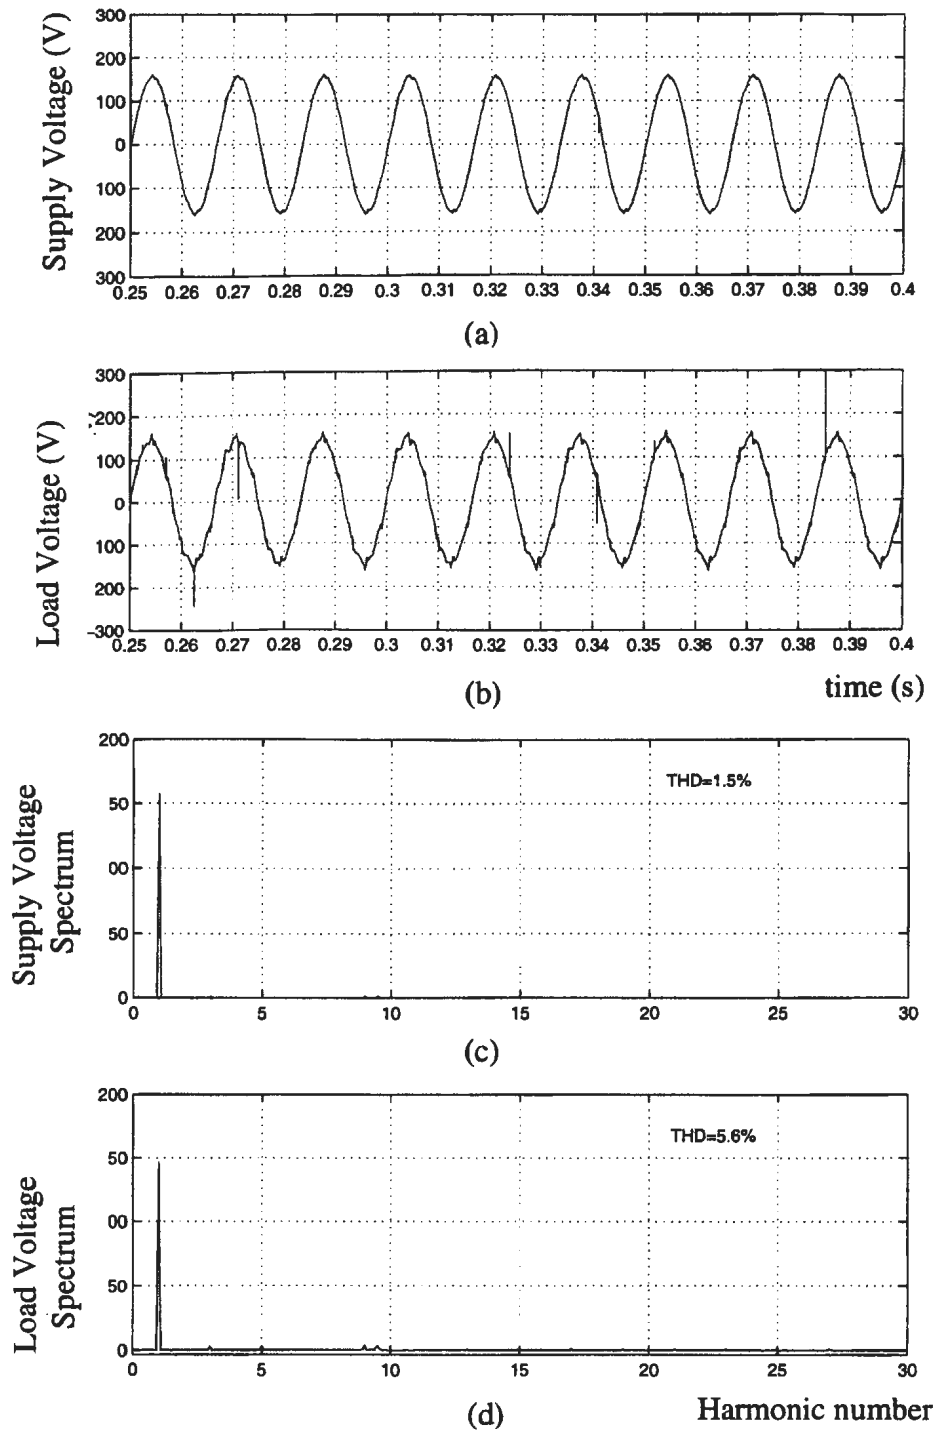 Supply Voltage (V)
300
200
100
0
100
200
300
0.25 0.26 0.27 0.28 0.29 0.3 0.31 0.32 0.33 0.34 0.35 0.36 0.37 0.38 0.39 0.4
(a)
Load Voltage (V)
300
100
0
100
200
-300
0.25 0.26 0.27 0.28 0.29 0.3 0.31 0.32 0.33 0.34 0.35 0.36 0.37 0.38 0.39 0.4
(b)
time (s)
Supply Voltage
Spectrum
200
50
00
50
0
THD=1.5%
0 5 10 15 20 25 30
(c)
Load Voltage
Spectrum
200
50
00
50
0
THD=5.6%
0 5 10 15 20 25 30
(d)
Harmonic number